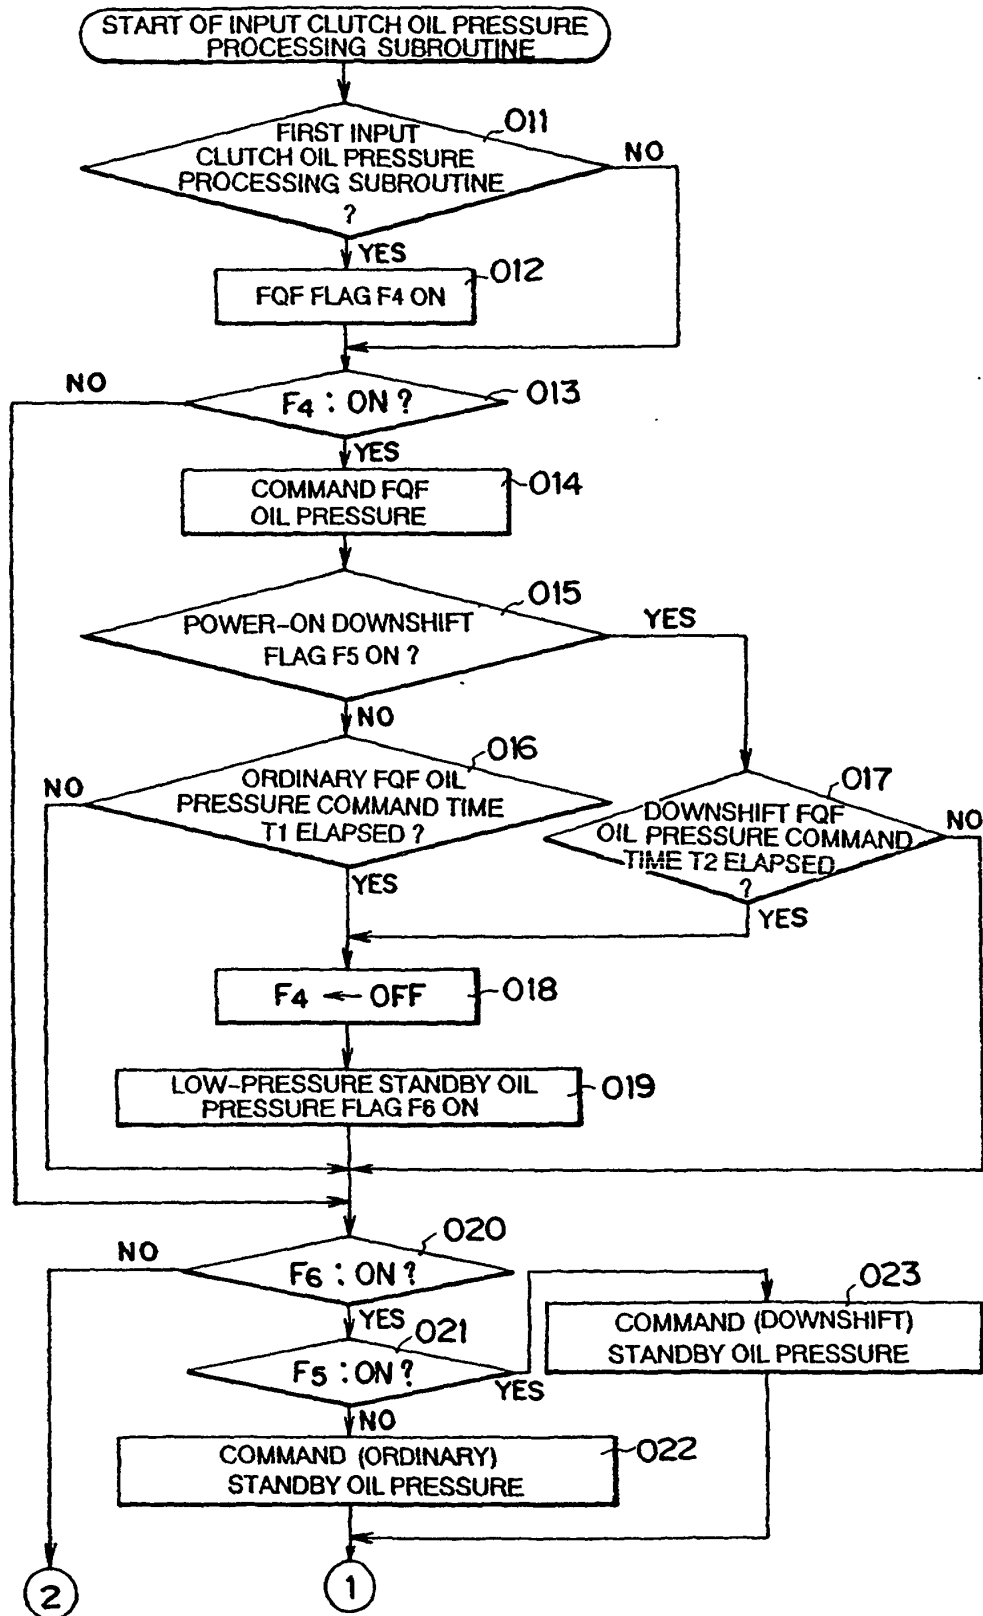 START OF INPUT CLUTCH OIL PRESSURE
PROCESSING SUBROUTINE
FIRST INPUT
CLUTCH OIL PRESSURE
PROCESSING SUBROUTINE
?
011
NO
YES
FQF FLAG F4 ON
012
NO
F4 : ON ?
013
YES
COMMAND FQF
OIL PRESSURE
014
POWER-ON DOWNSHIFT
FLAG F5 ON ?
015
YES
NO
ORDINARY FQF OIL
PRESSURE COMMAND TIME
T1 ELAPSED ?
016
NO
YES
DOWNSHIFT FQF
OIL PRESSURE COMMAND
TIME T2 ELAPSED
?
017
NO
YES
F4 ← OFF
018
LOW-PRESSURE STANDBY OIL
PRESSURE FLAG F6 ON
019
NO
F6 : ON ?
020
YES
F5 : ON ?
021
YES
NO
COMMAND (DOWNSHIFT)
STANDBY OIL PRESSURE
023
COMMAND (ORDINARY)
STANDBY OIL PRESSURE
022
2
1